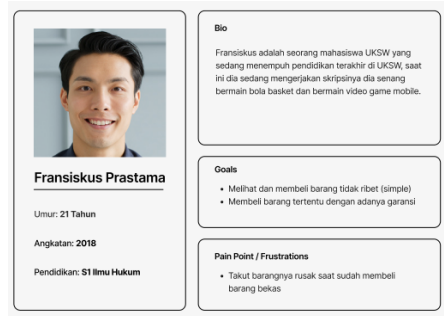 Fransiskus Prastama
Umur: 21 Tahun
Angkatan: 2018
Pendidikan: S1 Ilmu Hukum
Bio
Fransiskus adalah seorang mahasiswa UKSW yang
sedang menempuh pendidikan terakhir di UKSW, saat
ini dia sedang mengerjakan skripsinya dia senang
bermain bola basket dan bermain video game mobile.
Goals
• Melihat dan membeli barang tidak ribet (simple)
• Membeli barang tertentu dengan adanya garansi
Pain Point / Frustrations
• Takut barangnya rusak saat sudah membeli
barang bekas